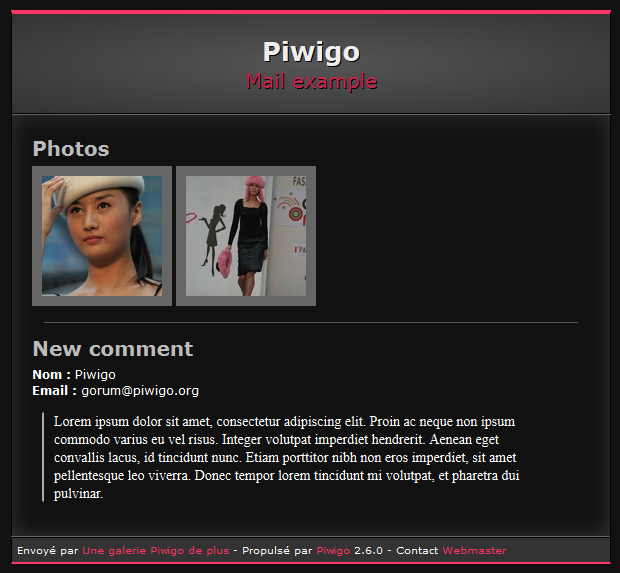 Piwigo
Mail example
Photos
FAS
New comment
Nom : Piwigo
Email : gorum@piwigo.org
Lorem ipsum dolor sit amet, consectetur adipiscing elit. Proin ac neque non ipsum
commodo varius eu vel risus. Integer volutpat imperdiet hendrerit. Aenean eget
convallis lacus, id tincidunt nunc. Etiam porttitor nibh non eros imperdiet, sit amet
pellentesque leo viverra. Donec tempor lorem tincidunt mi volutpat, et pharetra dui
pulvinar.
Envoyé par Une galerie Piwigo de plus - Propulsé par Piwigo 2.6.0 - Contact Webmaster